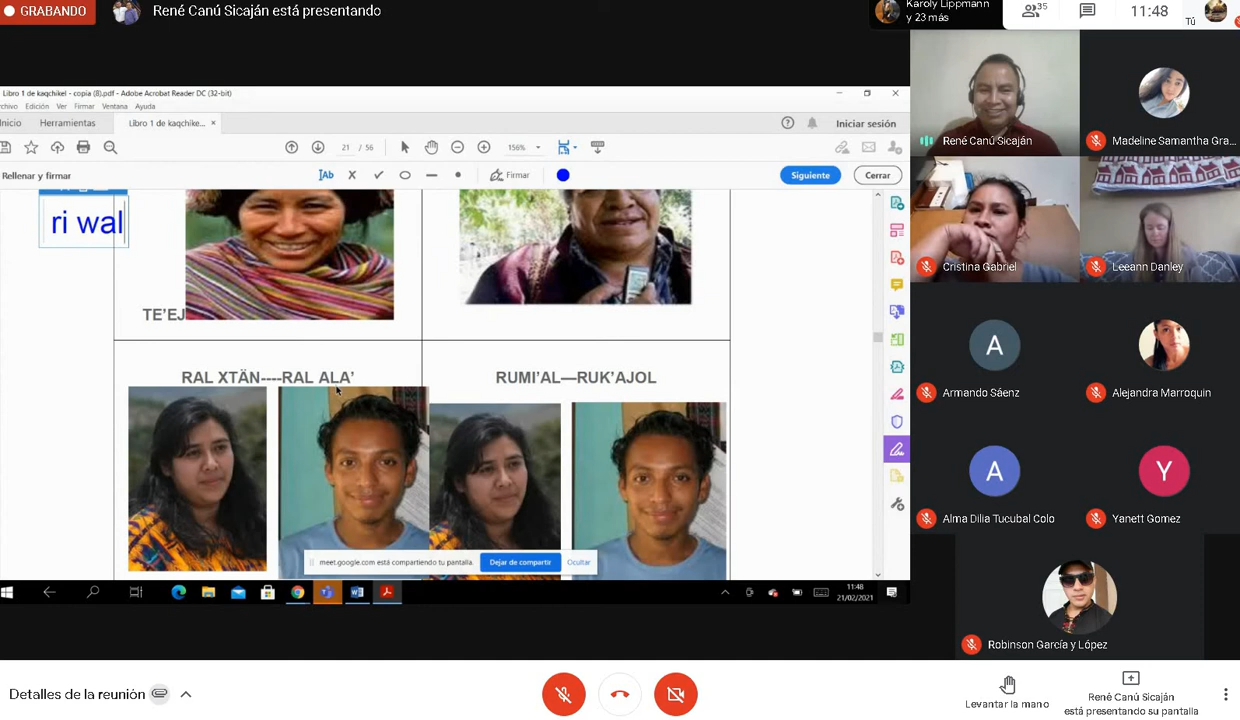 GRABANDO
René Canú Sicaján está presentando
Karoly Lippmann
y 23 más
35
11:48
Tú
Libro 1 de kaqchikel - copia (8).pdf - Adobe Acrobat Reader DC (32-bit)
Edición Ver Firmar Ventana Ayuda
Herramientas
Libro 1 de kaqchike... ×
Iniciar sesión
21 / 56
156%
Rellenar y firmar
Ab
Firmar
Siguiente
Cerrar
ri wal
TE'EJ
RAL XTÄN----RAL ALA'
RUMI'AL—RUK'AJOL
meet.google.com está compartiendo tu pantalla.
Dejar de compartir
Ocultar
11:48
21/02/2021
René Canú Sicaján
Madeline Samantha Gra...
Cristina Gabriel
Leeann Danley
A
Armando Sáenz
Alejandra Marroquin
A
Alma Dilia Tucubal Colo
Y
Yanett Gomez
Robinson García y López
Detalles de la reunión
Levantar la mano
René Canú Sicaján
está presentando su pantalla